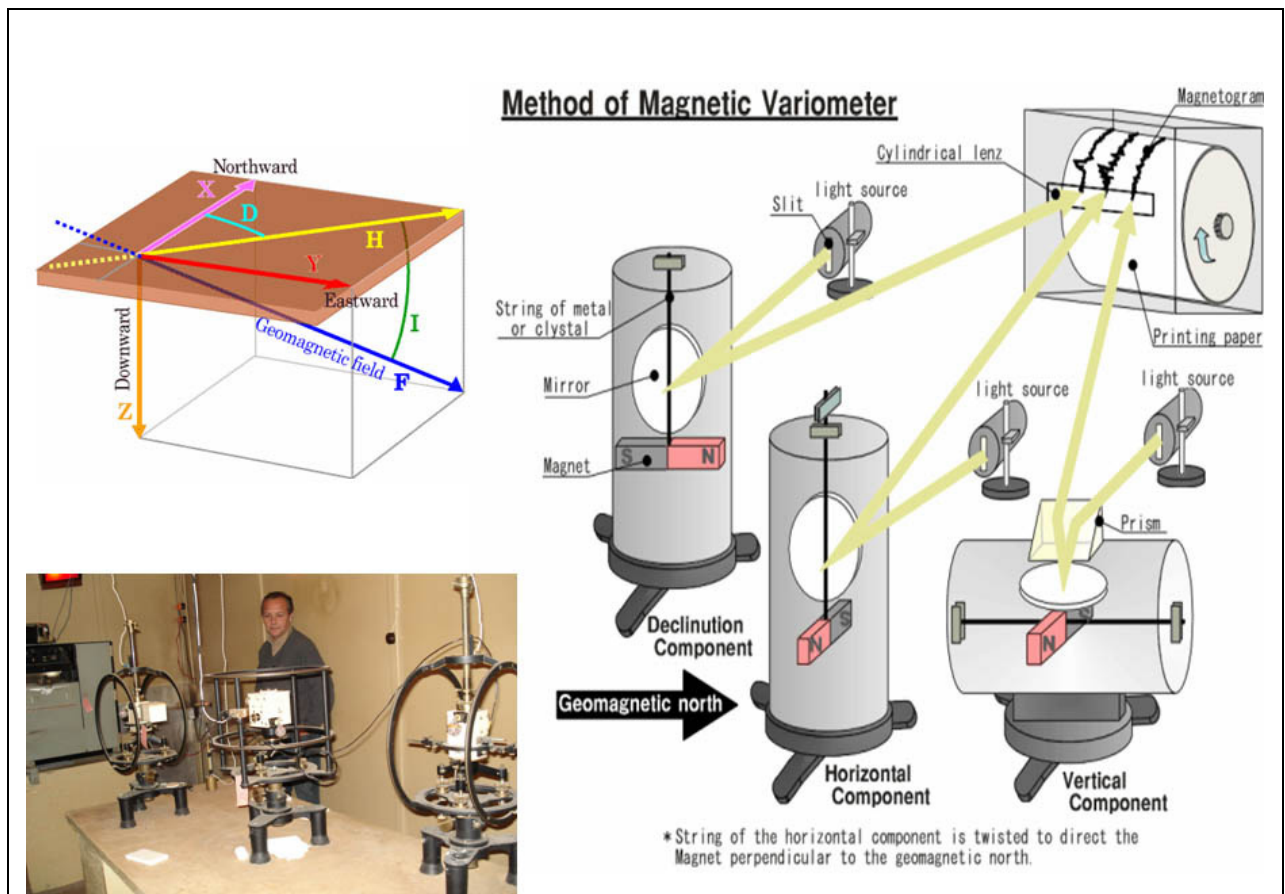 Method of Magnetic Variometer
Magnetogram
Cylindrical lenz
light source
Slit
Northward
X
D
H
Y
Eastward
I
Downward
Geomagnetic field
F
Z
String of metal
or clystal
Mirror
Magnet
S
N
Printing paper
light source
light source
Prism
S
N
S
N
Declinution
Component
Geomagnetic north
Horizontal
Component
Vertical
Component
*String of the horizontal component is twisted to direct the
Magnet perpendicular to the geomagnetic north.